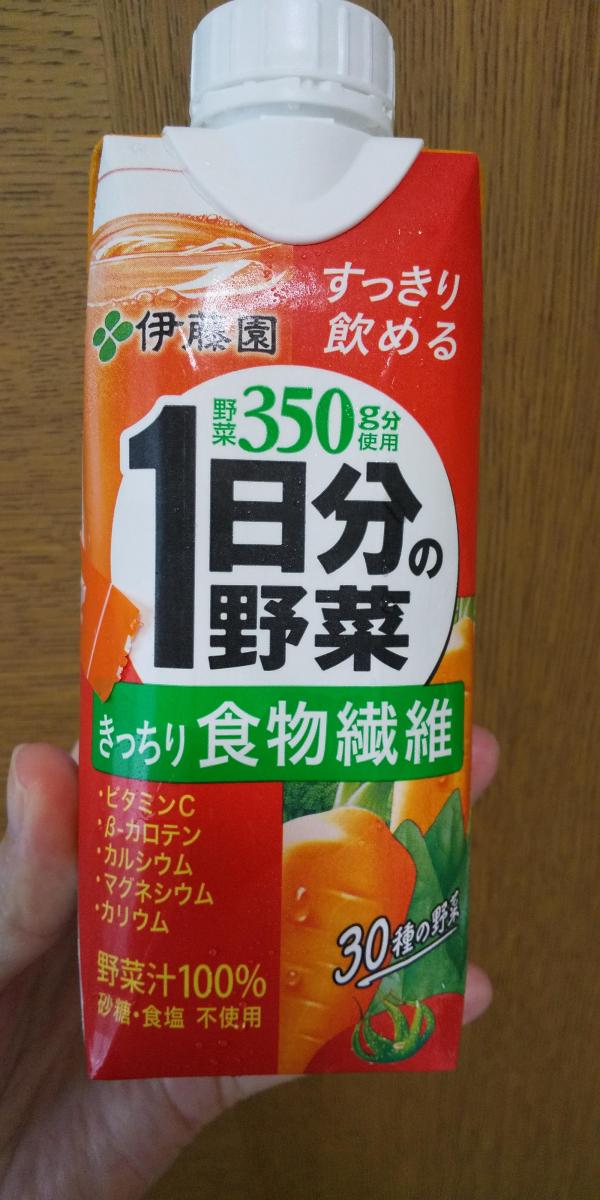 すっきり
飲める
伊藤園
野菜350g分使用
1日分の
野菜
きっちり食物繊維
・ビタミンC
・β-カロテン
・カルシウム
・マグネシウム
・カリウム
30種の野菜
野菜汁100%
砂糖・食塩 不使用